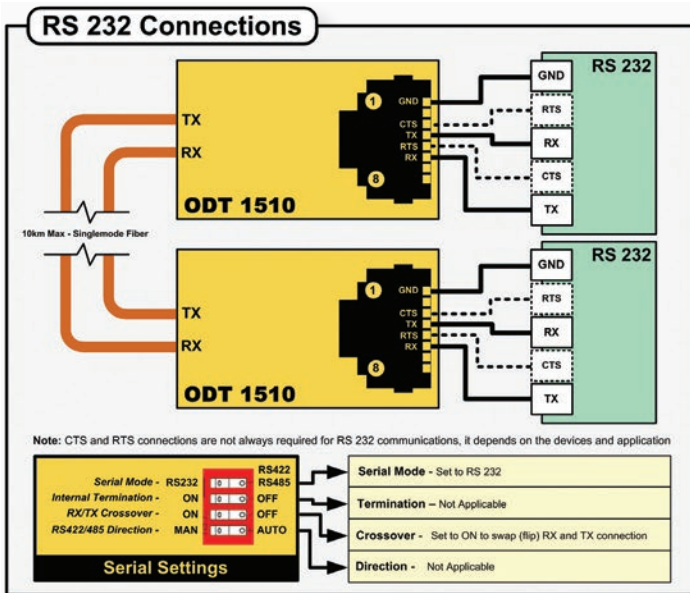 RS 232 Connections
TX
RX
ODT 1510
1
8
GND
CTS
TX
RTS
RX
RS 232
GND
RTS
RX
CTS
TX
10km Max - Singlemode Fiber
TX
RX
ODT 1510
1
8
GND
CTS
TX
RTS
RX
RS 232
GND
RTS
RX
CTS
TX
Note: CTS and RTS connections are not always required for RS 232 communications, it depends on the devices and application
RS422
Serial Mode - RS232 0 RS485
Internal Termination - ON 0 OFF
RX/TX Crossover - ON 0 OFF
RS422/485 Direction - MAN 0 AUTO
Serial Settings
Serial Mode - Set to RS 232
Termination – Not Applicable
Crossover - Set to ON to swap (flip) RX and TX connection
Direction - Not Applicable